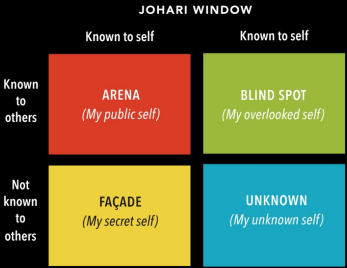 JOHARI WINDOW
Known to self
Known to self
Known
to
others
ARENA
(My public self)
BLIND SPOT
(My overlooked self)
Not
known
to
others
FAÇADE
(My secret self)
UNKNOWN
(My unknown self)